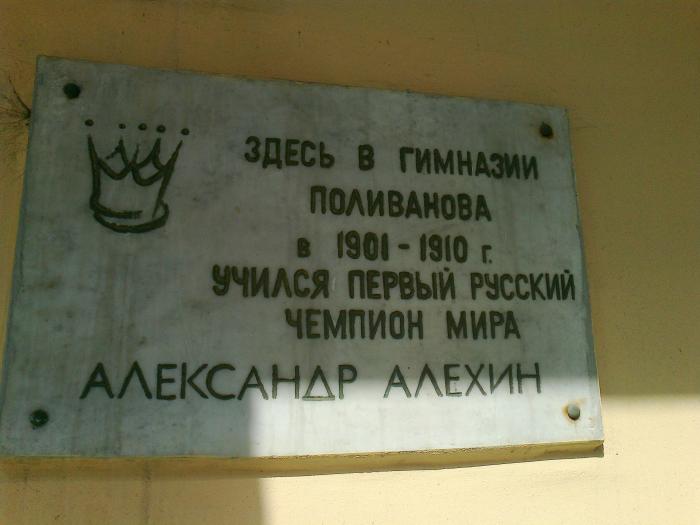 ЗДЕСЬ В ГИМНАЗИИ
ПОЛИВАНОВА
в 1901 - 1910 г.
УЧИЛСЯ ПЕРВЫЙ РУССКИЙ
ЧЕМПИОН МИРА
АЛЕКСАНДР АЛЕХИН